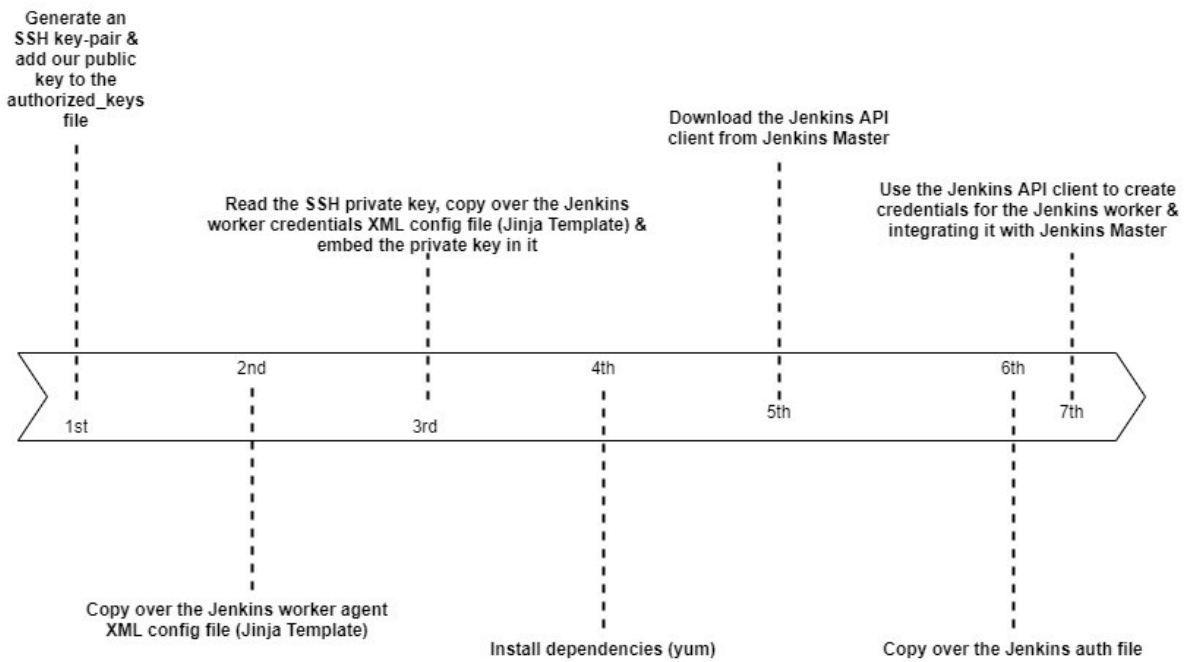 Generate an
SSH key-pair &
add our public
key to the
authorized_keys
file
Download the Jenkins API
client from Jenkins Master
Read the SSH private key, copy over the Jenkins
worker credentials XML config file (Jinja Template) &
embed the private key in it
Use the Jenkins API client to create
credentials for the Jenkins worker &
integrating it with Jenkins Master
1st
2nd
3rd
4th
5th
6th
7th
Copy over the Jenkins worker agent
XML config file (Jinja Template)
Install dependencies (yum)
Copy over the Jenkins auth file